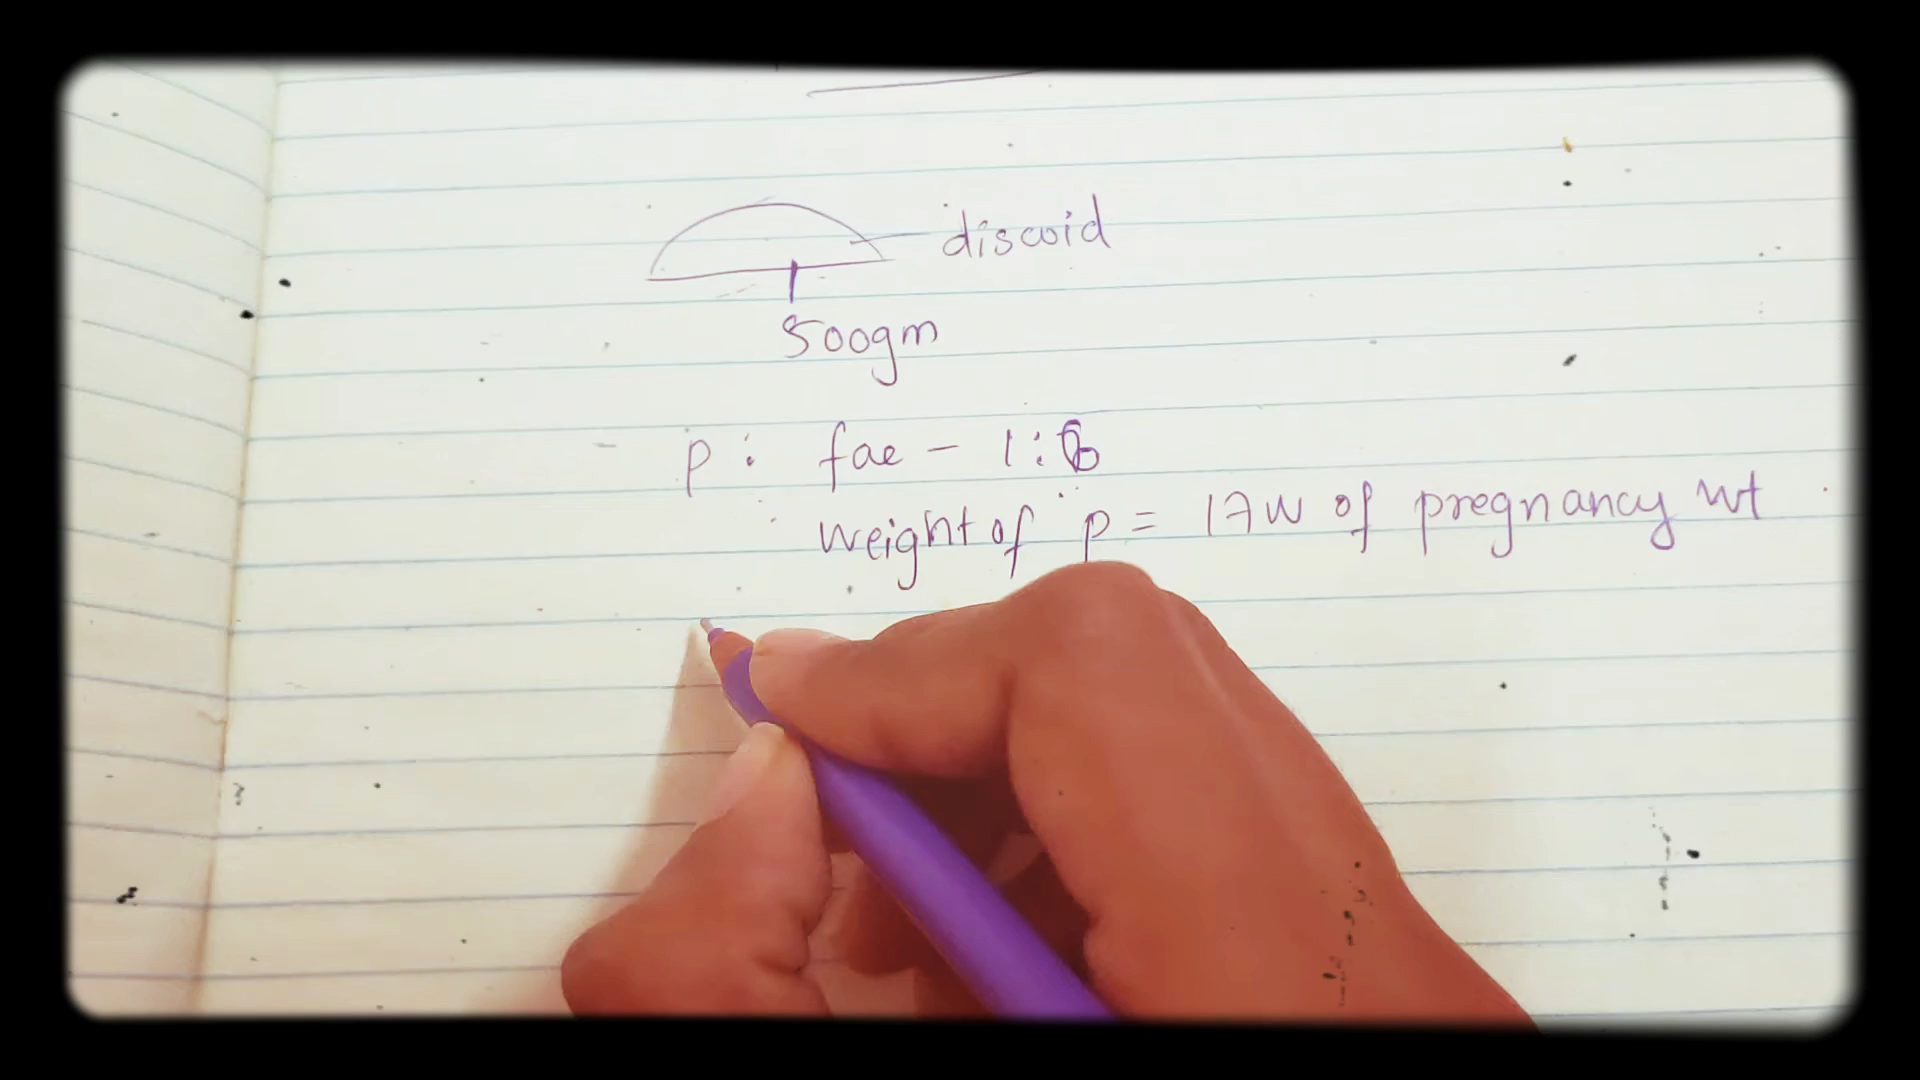 discoid
500gm
p : fae - 1:6
weight of p = 17W of pregnancy wt